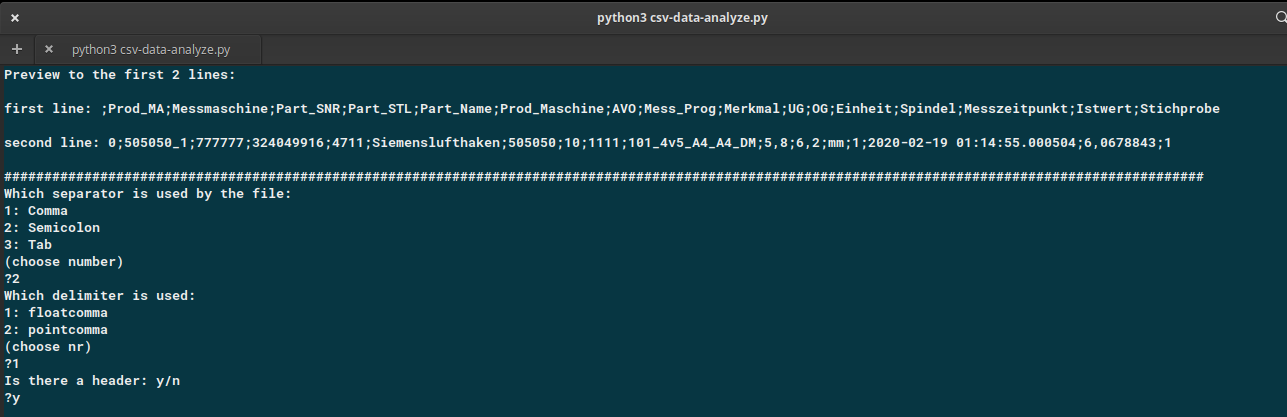 python3 csv-data-analyze.py
python3 csv-data-analyze.py
Preview to the first 2 lines:
first line: ;Prod_MA;Messmaschine;Part_SNR;Part_STL;Part_Name;Prod_Maschine;AVO;Mess_Prog;Merkmal;UG;OG;Einheit;Spindel;Messzeitpunkt;Istwert;Stichprobe
second line: 0;505050_1;777777;324049916;4711;Siemenslufthaken;505050;10;1111;101_4v5_A4_A4_DM;5,8;6,2;mm;1;2020-02-19 01:14:55.000504;6,0678843;1
######################################################################################################################################################
Which separator is used by the file:
1: Comma
2: Semicolon
3: Tab
(choose number)
?2
Which delimiter is used:
1: floatcomma
2: pointcomma
(choose nr)
?1
Is there a header: y/n
?y